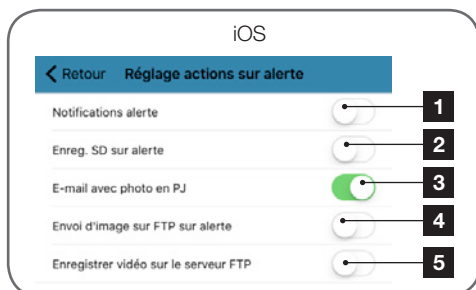 iOS
Retour Réglage actions sur alerte
Notifications alerte 1
Enreg. SD sur alerte 2
E-mail avec photo en PJ 3
Envoi d'image sur FTP sur alerte 4
Enregistrer vidéo sur le serveur FTP 5